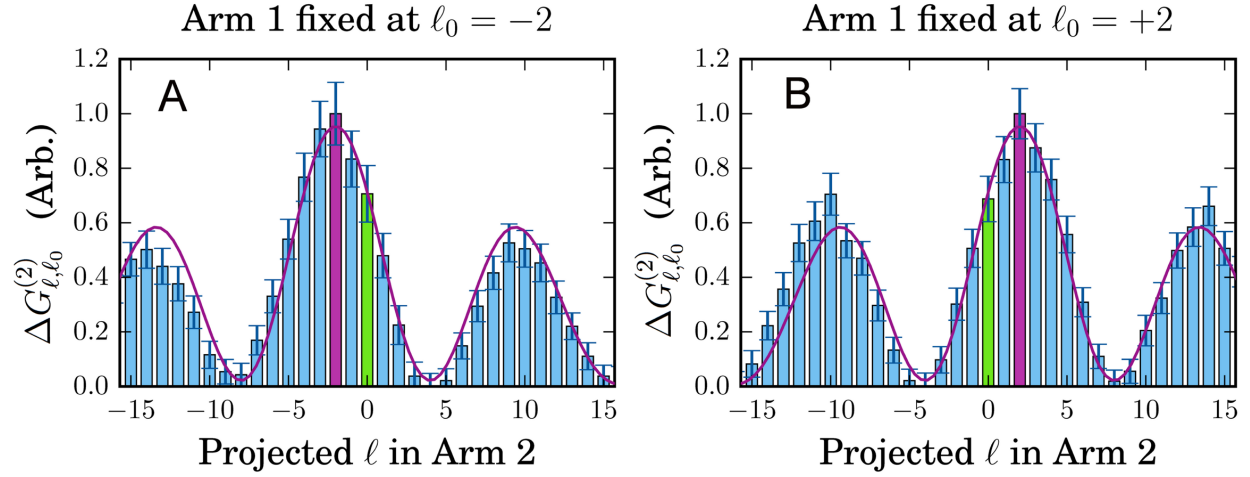 Arm 1 fixed at ℓ₀ = −2
A
ΔG⁽²⁾ℓ,ℓ₀ (Arb.)
1.2
1.0
0.8
0.6
0.4
0.2
0.0
−15 −10 −5 0 5 10 15
Projected ℓ in Arm 2
Arm 1 fixed at ℓ₀ = +2
B
ΔG⁽²⁾ℓ,ℓ₀ (Arb.)
1.2
1.0
0.8
0.6
0.4
0.2
0.0
−15 −10 −5 0 5 10 15
Projected ℓ in Arm 2